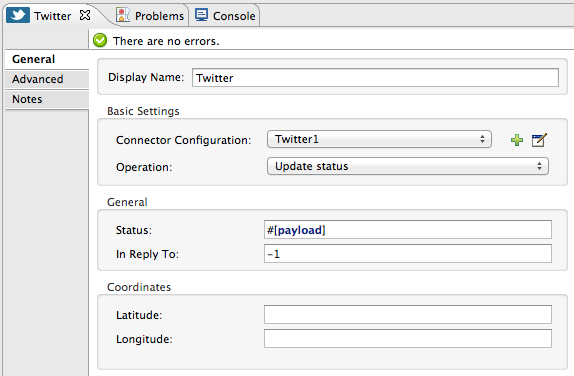 Twitter Problems Console
There are no errors.
General
Advanced
Notes
Display Name: Twitter
Basic Settings
Connector Configuration: Twitter1
Operation: Update status
General
Status: #[payload]
In Reply To: -1
Coordinates
Latitude:
Longitude: